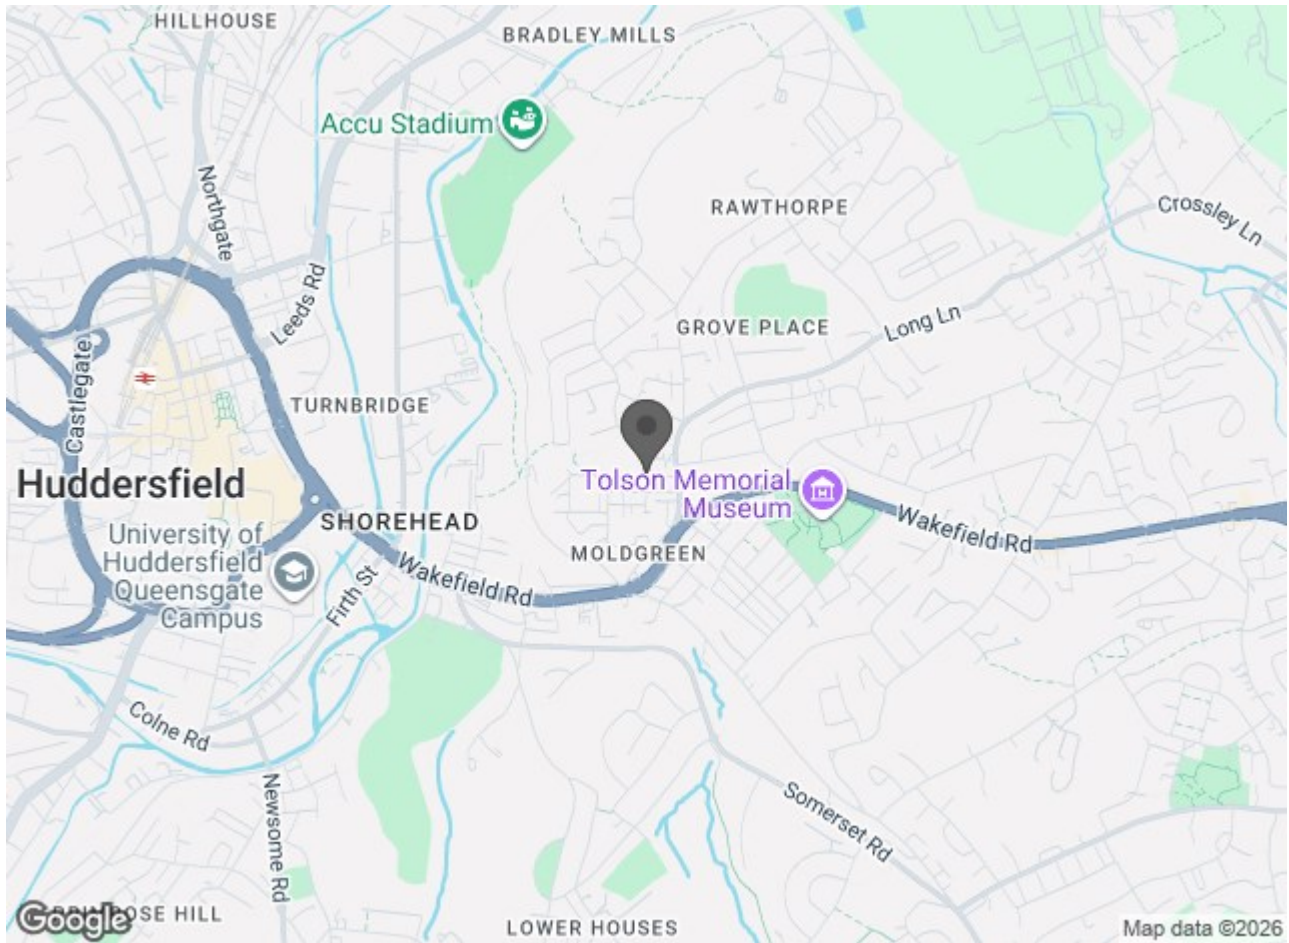 HILLHOUSE
BRADLEY MILLS
Accu Stadium
Northgate
RAWTHORPE
Crossley Ln
Leeds Rd
GROVE PLACE
Long Ln
Castlegate
TURNBRIDGE
Huddersfield
Tolson Memorial
Museum
SHOREHEAD
Wakefield Rd
University of
Huddersfield
Queensgate
Campus
MOLDGREEN
Wakefield Rd
Firth St
Colne Rd
Newsome Rd
Somerset Rd
Google
OSE HILL
LOWER HOUSES
Map data ©2026